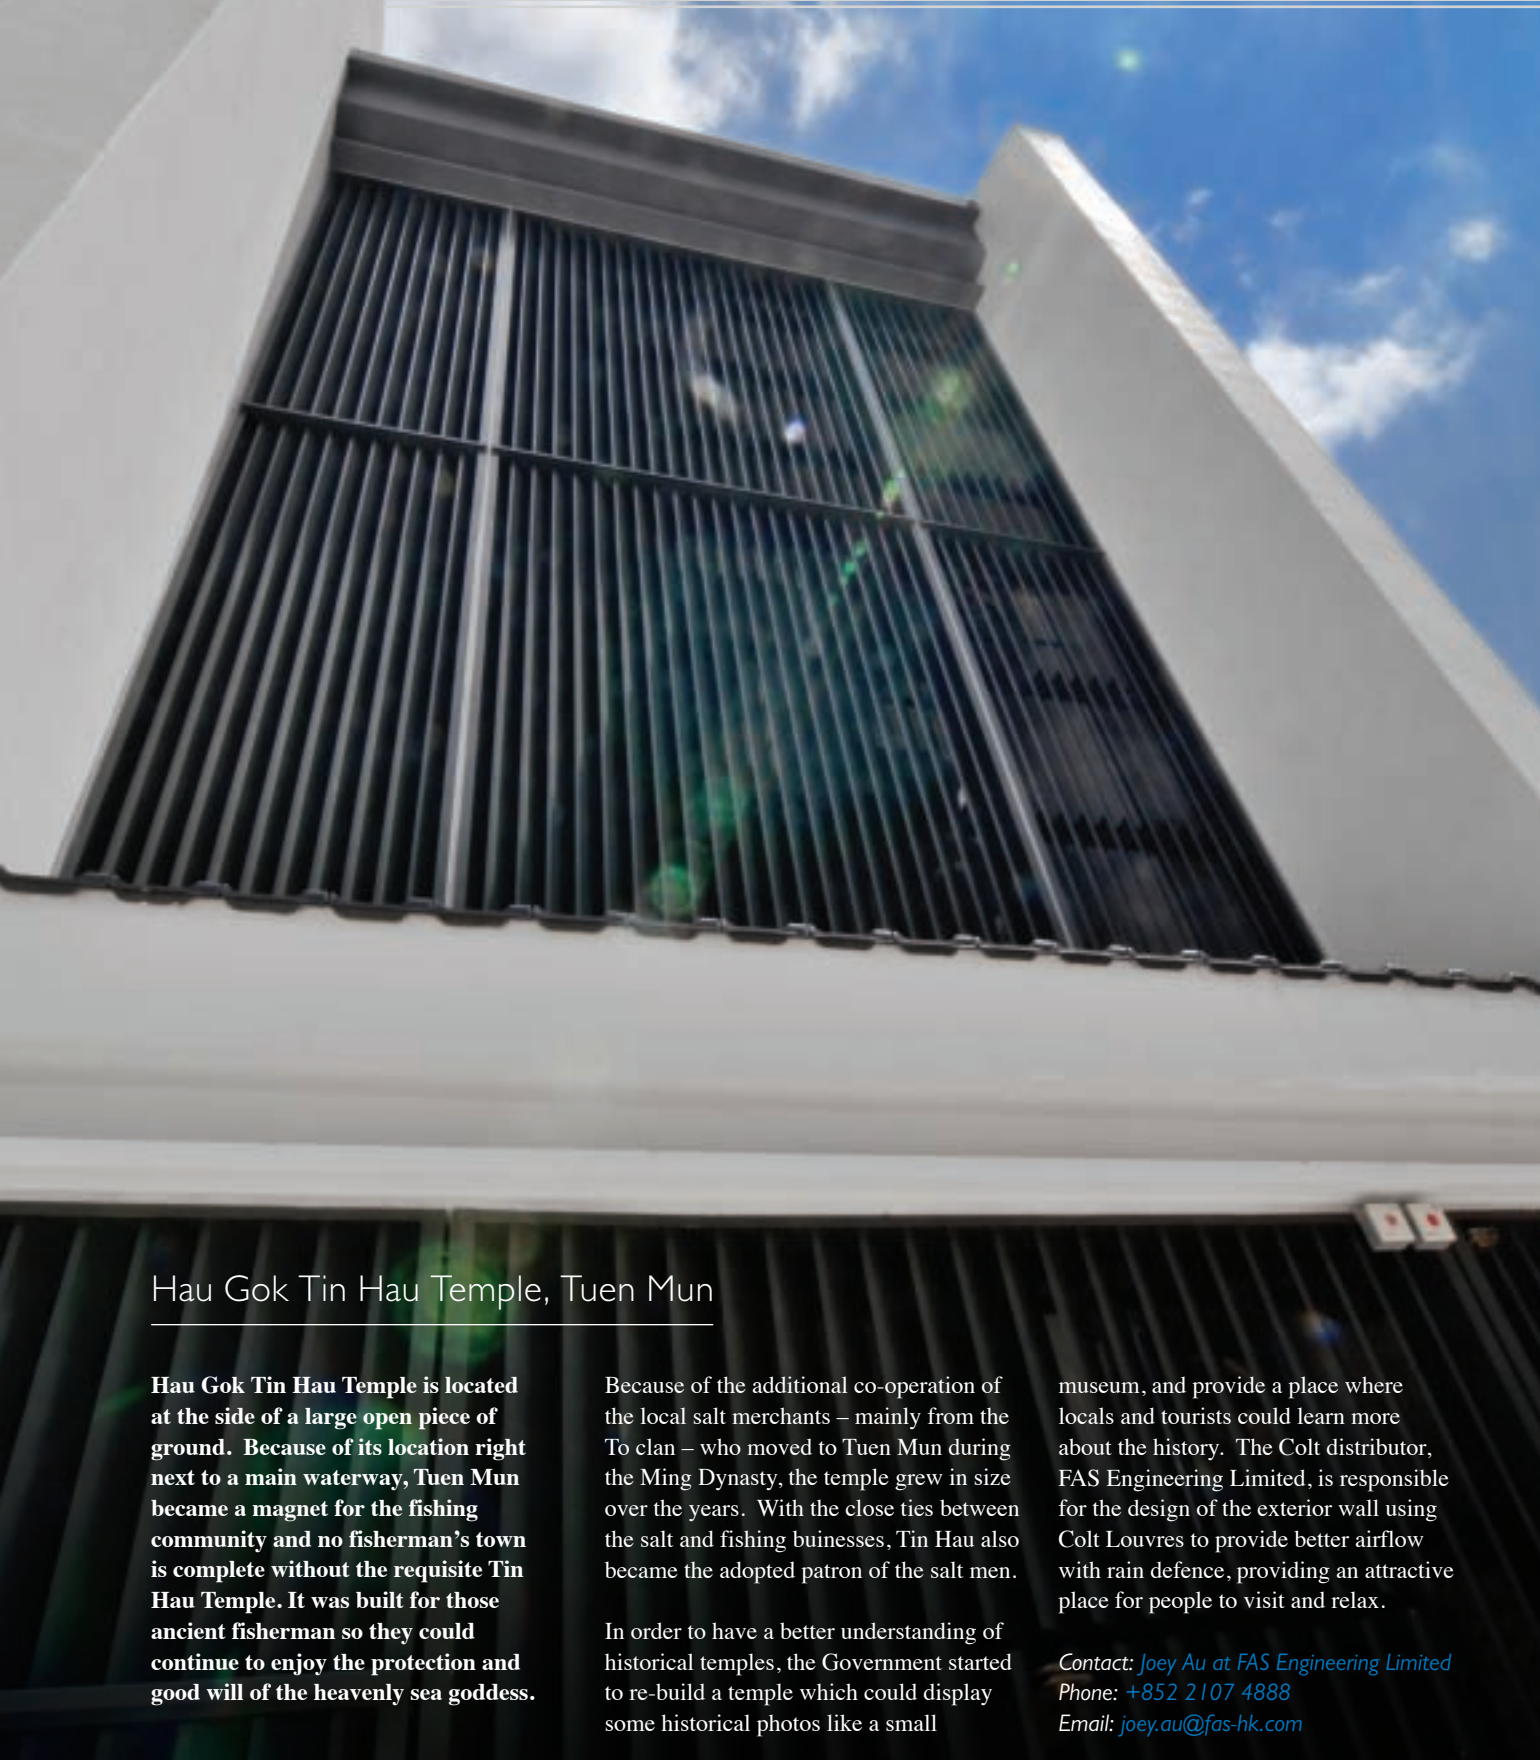 Hau Gok Tin Hau Temple, Tuen Mun
Hau Gok Tin Hau Temple is located
at the side of a large open piece of
ground.  Because of its location right
next to a main waterway, Tuen Mun
became a magnet for the fishing
community and no fisherman’s town
is complete without the requisite Tin
Hau Temple. It was built for those
ancient fisherman so they could
continue to enjoy the protection and
good will of the heavenly sea goddess.
Because of the additional co-operation of
the local salt merchants – mainly from the
To clan – who moved to Tuen Mun during
the Ming Dynasty, the temple grew in size
over the years.  With the close ties between
the salt and fishing buinesses, Tin Hau also
became the adopted patron of the salt men.
In order to have a better understanding of
historical temples, the Government started
to re-build a temple which could display
some historical photos like a small
museum, and provide a place where
locals and tourists could learn more
about the history.  The Colt distributor,
FAS Engineering Limited, is responsible
for the design of the exterior wall using
Colt Louvres to provide better airflow
with rain defence, providing an attractive
place for people to visit and relax.
Contact: Joey Au at FAS Engineering Limited
Phone: +852 2107 4888
Email: joey.au@fas-hk.com